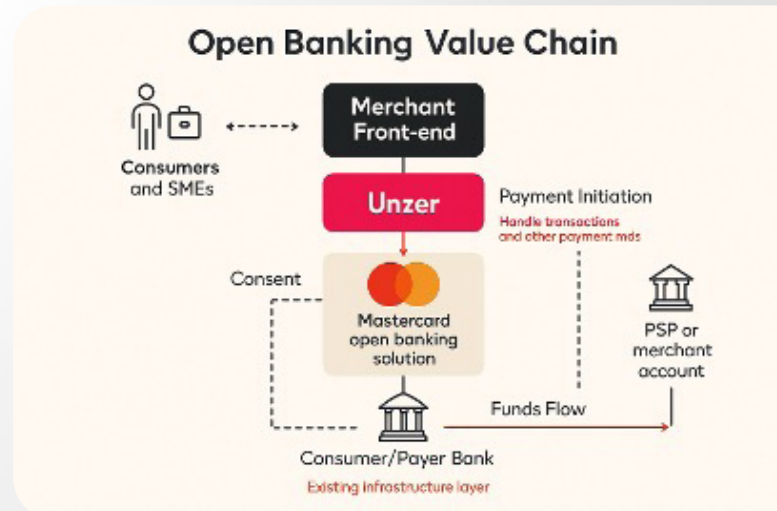 Open Banking Value Chain
Merchant
Front-end
Consumers
and SMEs
Unzer
Payment Initiation
Handle transactions
and other payment mds
Consent
Mastercard
open banking
solution
PSP or
merchant
account
Funds Flow
Consumer/Payer Bank
Existing infrastructure layer